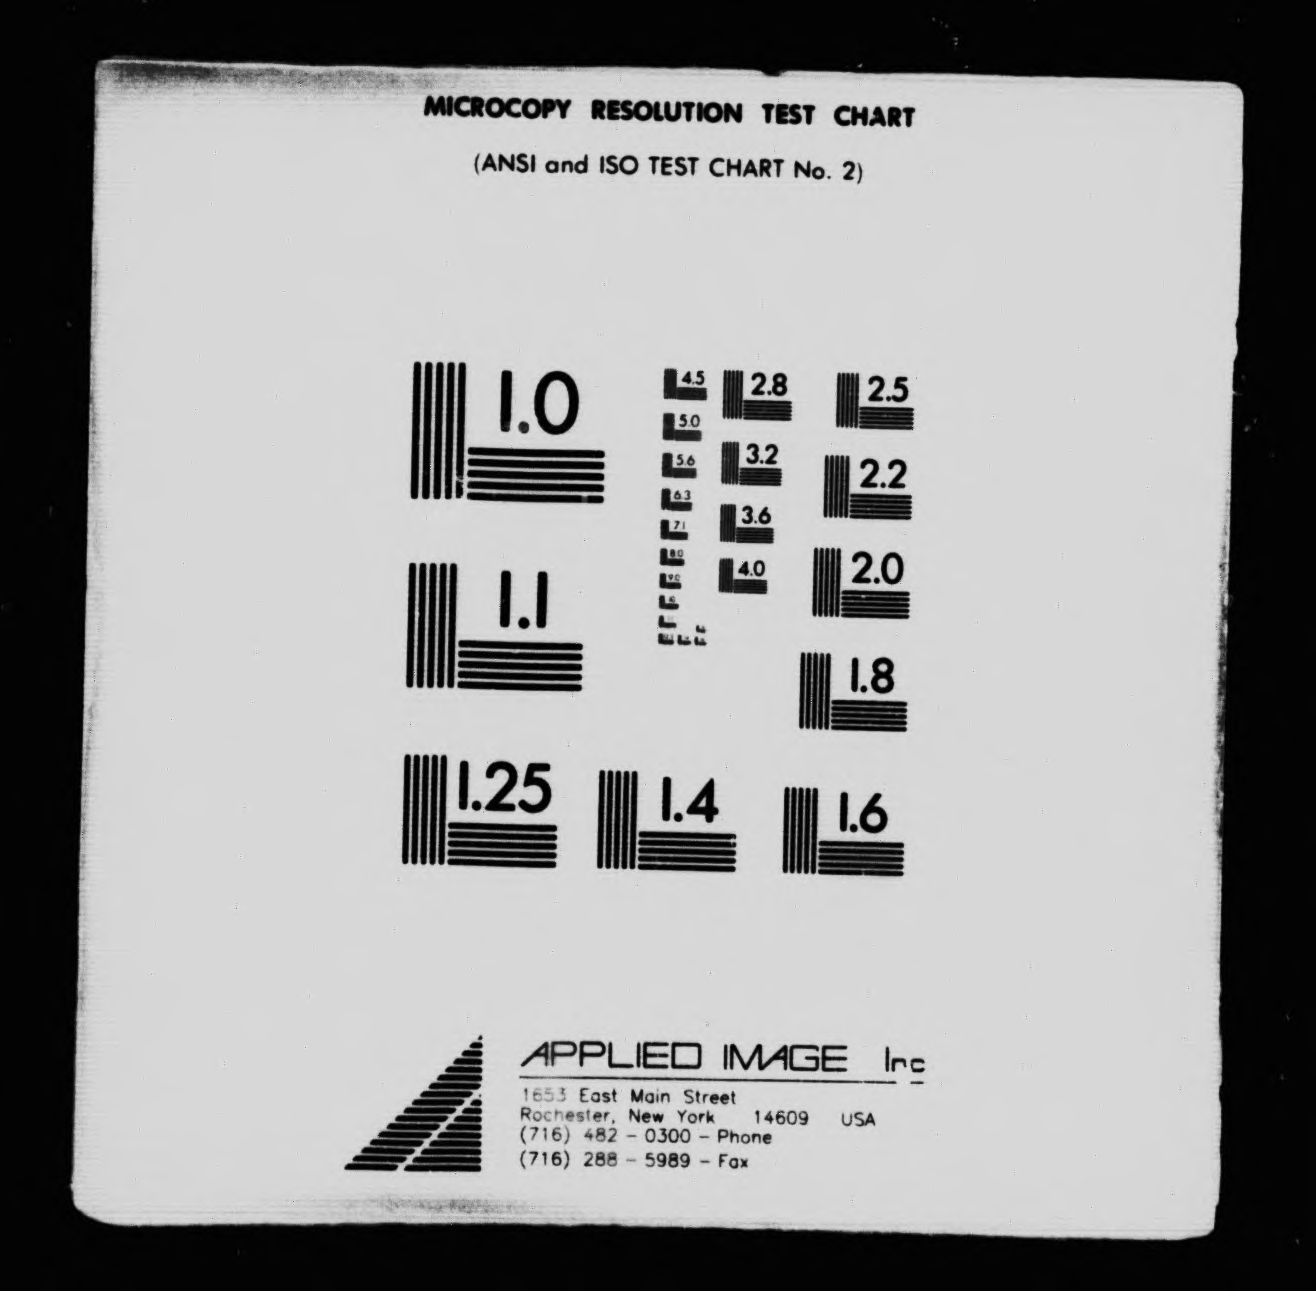 MICROCOPY RESOLUTION TEST CHART
(ANSI and ISO TEST CHART No. 2)
1.0
1.1
1.25
1.4
1.6
1.8
2.0
2.2
2.5
2.8
3.2
3.6
4.0
4.5
5.0
5.6
6.3
7.1
8.0
9.0
APPLIED IMAGE Inc
1653 East Main Street
Rochester, New York 14609 USA
(716) 482 - 0300 - Phone
(716) 288 - 5989 - Fax